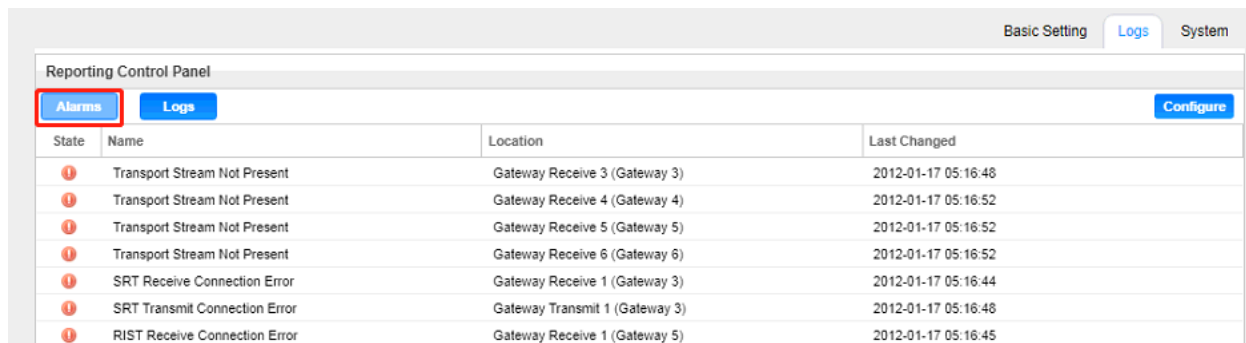 Basic Setting Logs System
Reporting Control Panel
Alarms Logs Configure
State Name Location Last Changed
Transport Stream Not Present Gateway Receive 3 (Gateway 3) 2012-01-17 05:16:48
Transport Stream Not Present Gateway Receive 4 (Gateway 4) 2012-01-17 05:16:52
Transport Stream Not Present Gateway Receive 5 (Gateway 5) 2012-01-17 05:16:52
Transport Stream Not Present Gateway Receive 6 (Gateway 6) 2012-01-17 05:16:52
SRT Receive Connection Error Gateway Receive 1 (Gateway 3) 2012-01-17 05:16:44
SRT Transmit Connection Error Gateway Transmit 1 (Gateway 3) 2012-01-17 05:16:48
RIST Receive Connection Error Gateway Receive 1 (Gateway 5) 2012-01-17 05:16:45